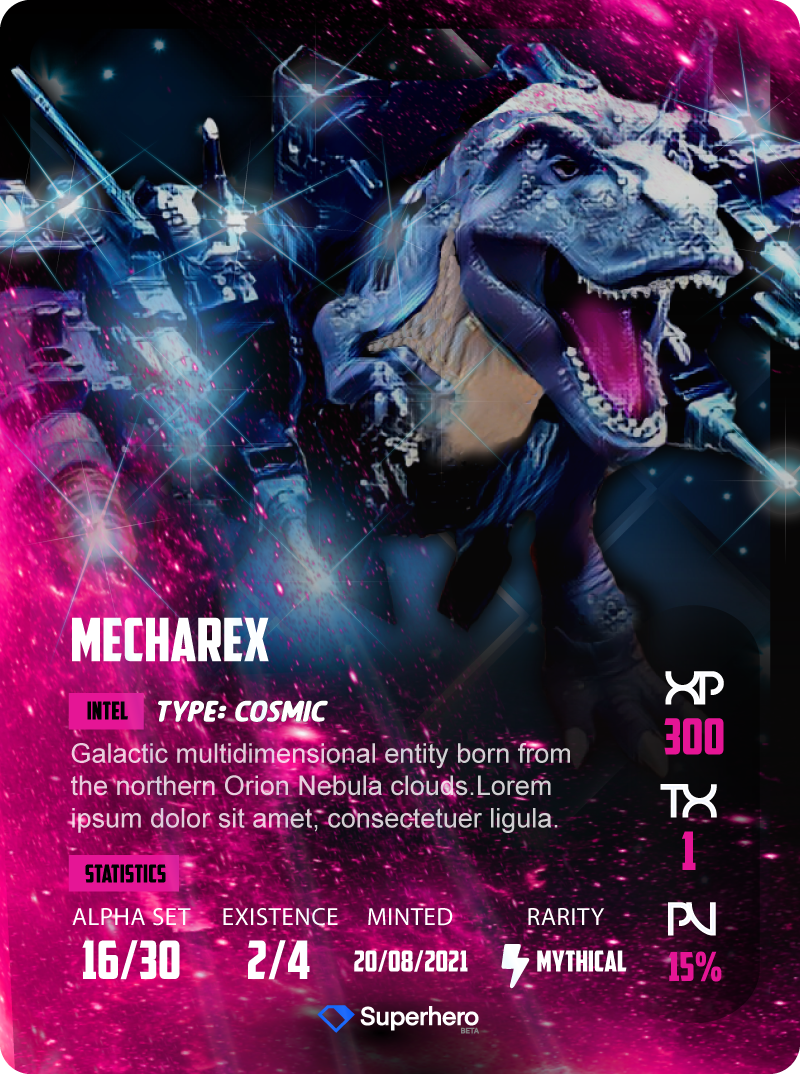 MECHAREX
INTEL TYPE: COSMIC
Galactic multidimensional entity born from
the northern Orion Nebula clouds.Lorem
ipsum dolor sit amet, consectetuer ligula.
STATISTICS
ALPHA SET EXISTENCE MINTED RARITY
16/30 2/4 20/08/2021 MYTHICAL
XP
300
TX
1
PV
15%
Superhero
BETA